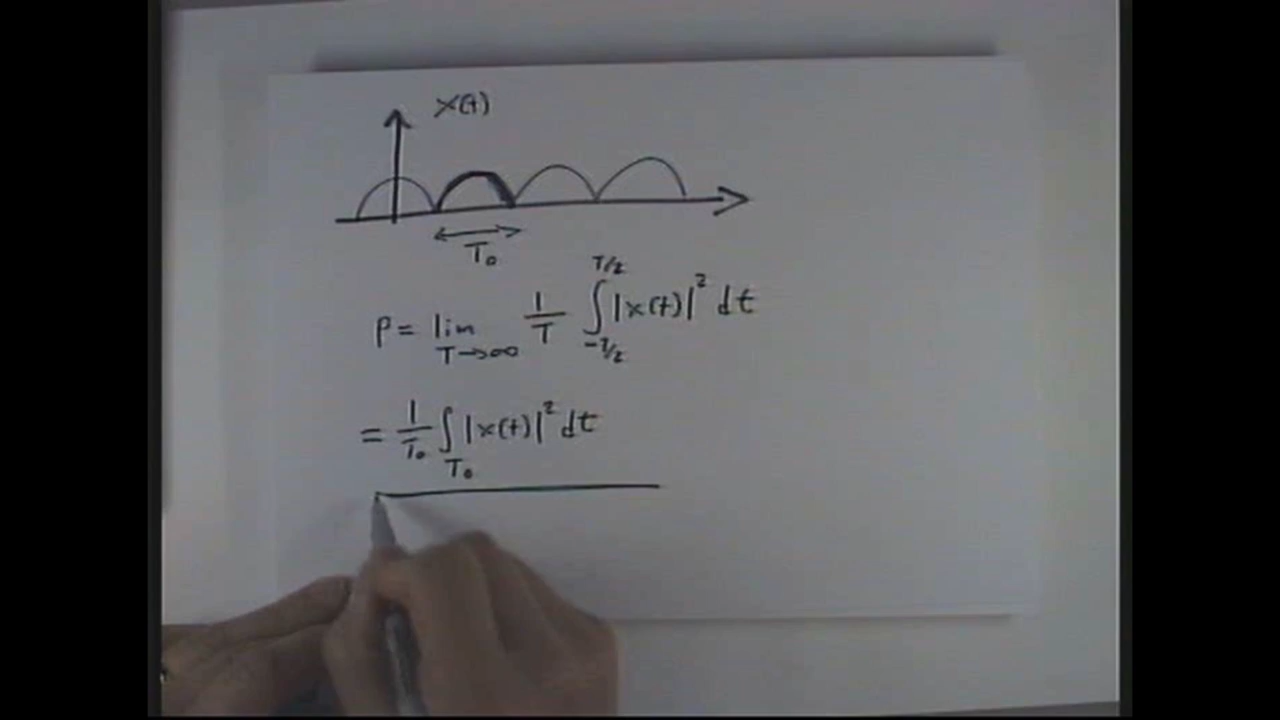 x(t)
T₀
P = lim T→∞ 1/T ∫_{-T/2}^{T/2} |x(t)|² dt
= 1/T₀ ∫_{T₀} |x(t)|² dt